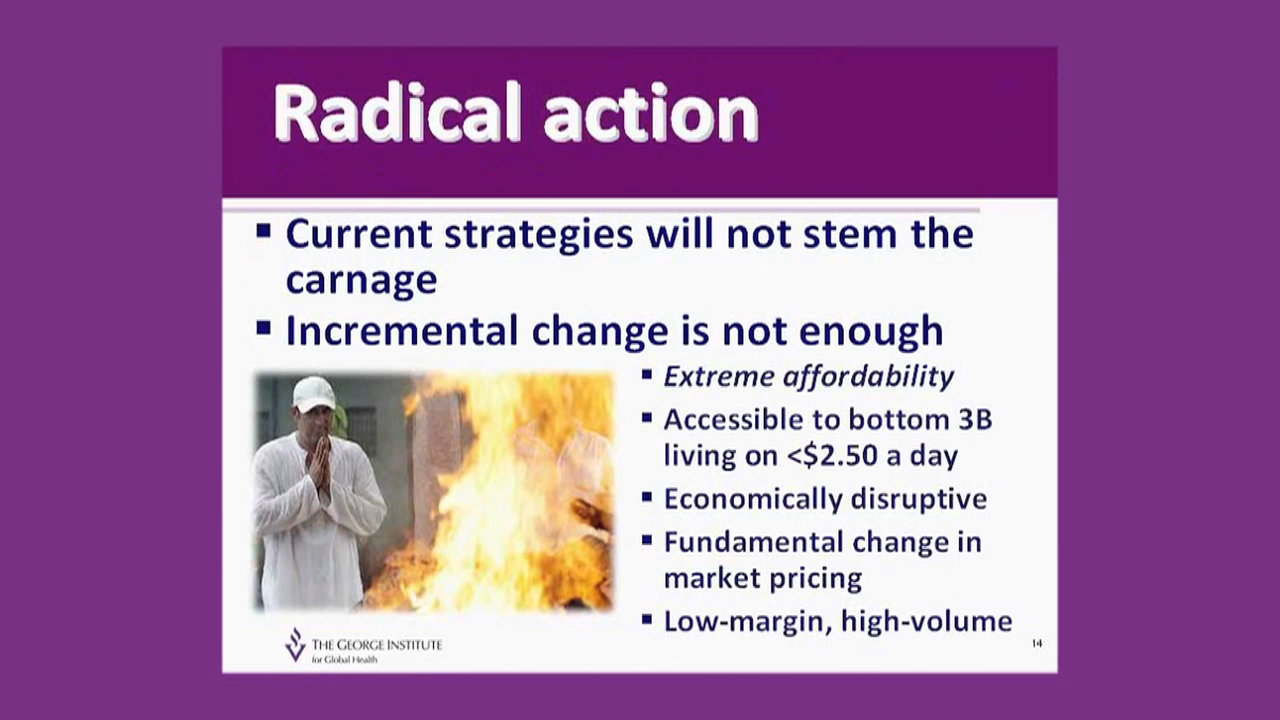 Radical action
▪ Current strategies will not stem the
carnage
▪ Incremental change is not enough
▪ Extreme affordability
▪ Accessible to bottom 3B
living on <$2.50 a day
▪ Economically disruptive
▪ Fundamental change in
market pricing
▪ Low-margin, high-volume
THE GEORGE INSTITUTE
for Global Health
14